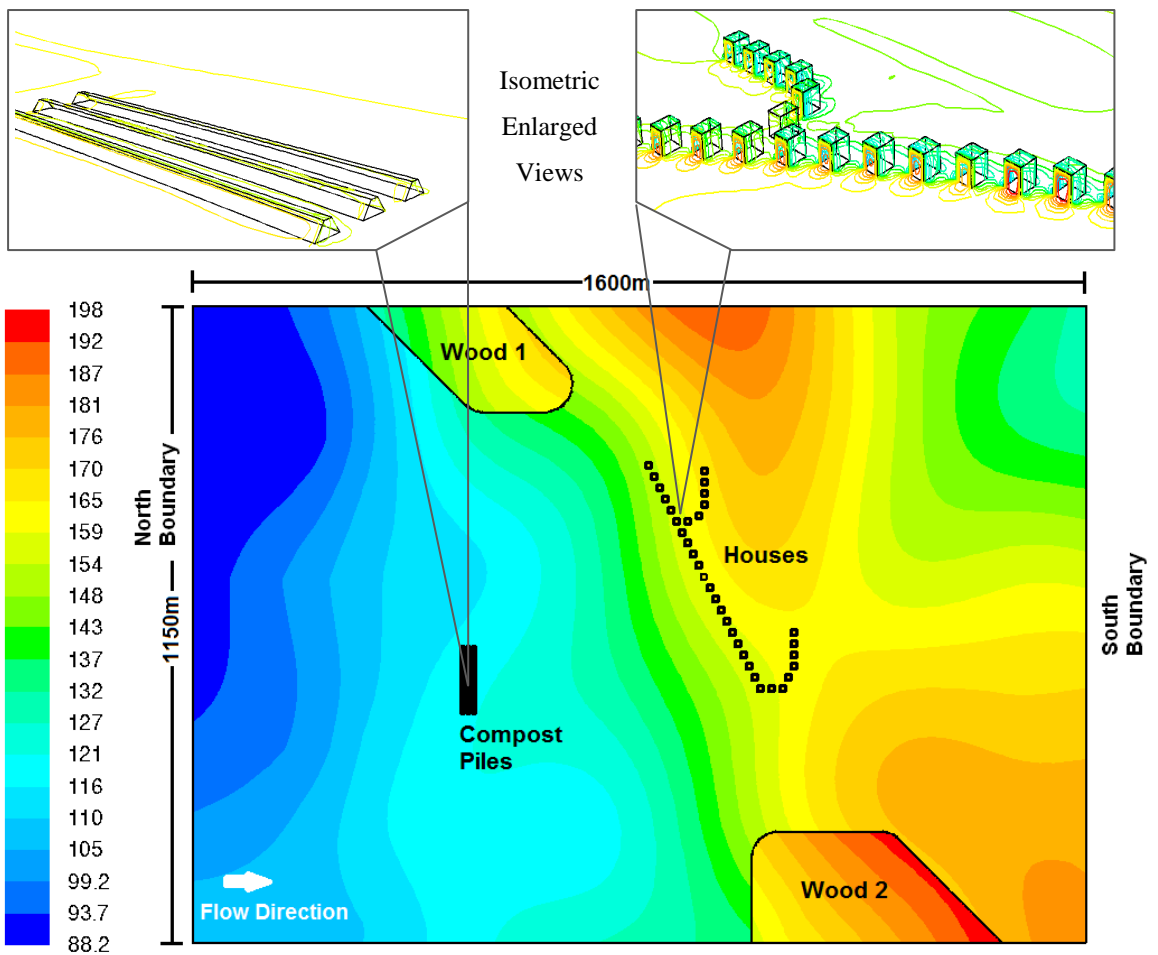 Isometric
Enlarged
Views
1600m
198
192
187
181
176
170
165
159
154
148
143
137
132
127
121
116
110
105
99.2
93.7
88.2
North
Boundary
1150m
Wood 1
Houses
Compost
Piles
Wood 2
Flow Direction
South
Boundary